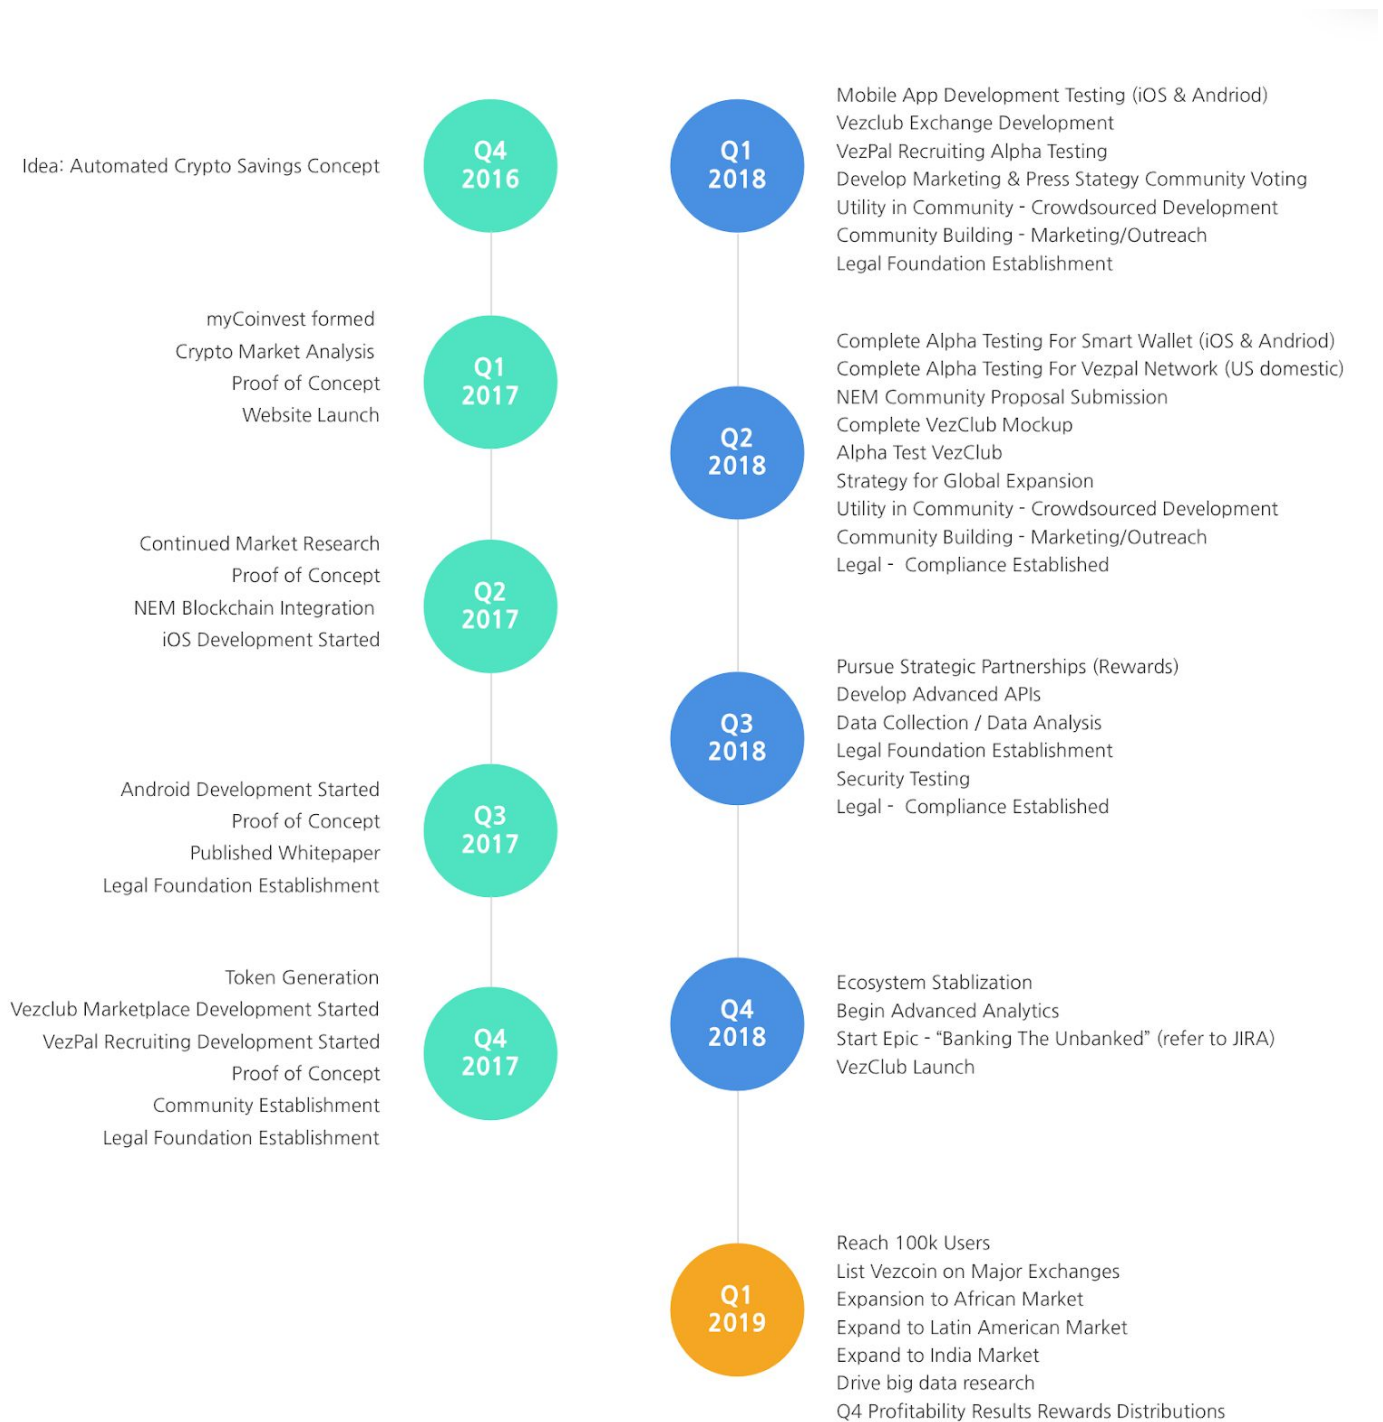 Idea: Automated Crypto Savings Concept
Q4
2016
myCoinvest formed
Crypto Market Analysis
Proof of Concept
Website Launch
Q1
2017
Continued Market Research
Proof of Concept
NEM Blockchain Integration
iOS Development Started
Q2
2017
Android Development Started
Proof of Concept
Published Whitepaper
Legal Foundation Establishment
Q3
2017
Token Generation
Vezclub Marketplace Development Started
VezPal Recruiting Development Started
Proof of Concept
Community Establishment
Legal Foundation Establishment
Q4
2017
Q1
2018
Mobile App Development Testing (iOS & Andriod)
Vezclub Exchange Development
VezPal Recruiting Alpha Testing
Develop Marketing & Press Stategy Community Voting
Utility in Community - Crowdsourced Development
Community Building - Marketing/Outreach
Legal Foundation Establishment
Q2
2018
Complete Alpha Testing For Smart Wallet (iOS & Andriod)
Complete Alpha Testing For Vezpal Network (US domestic)
NEM Community Proposal Submission
Complete VezClub Mockup
Alpha Test VezClub
Strategy for Global Expansion
Utility in Community - Crowdsourced Development
Community Building - Marketing/Outreach
Legal - Compliance Established
Q3
2018
Pursue Strategic Partnerships (Rewards)
Develop Advanced APIs
Data Collection / Data Analysis
Legal Foundation Establishment
Security Testing
Legal - Compliance Established
Q4
2018
Ecosystem Stablization
Begin Advanced Analytics
Start Epic - “Banking The Unbanked” (refer to JIRA)
VezClub Launch
Q1
2019
Reach 100k Users
List Vezcoin on Major Exchanges
Expansion to African Market
Expand to Latin American Market
Expand to India Market
Drive big data research
Q4 Profitability Results Rewards Distributions